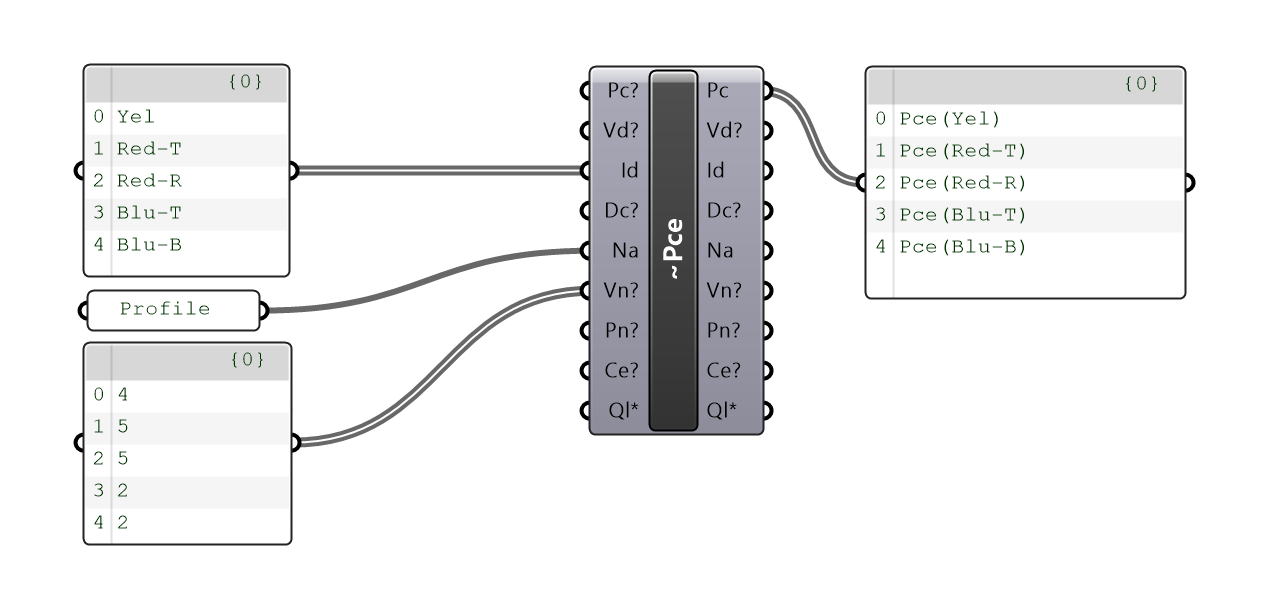 {0}
0 Yel
1 Red-T
2 Red-R
3 Blu-T
4 Blu-B
Profile
{0}
0 4
1 5
2 5
3 2
4 2
Pc? Pc
Vd? Vd?
Id Id
Dc? Dc?
Na Na
Vn? Vn?
Pn? Pn?
Ce? Ce?
Ql* Ql*
~Pce
{0}
0 Pce(Yel)
1 Pce(Red-T)
2 Pce(Red-R)
3 Pce(Blu-T)
4 Pce(Blu-B)